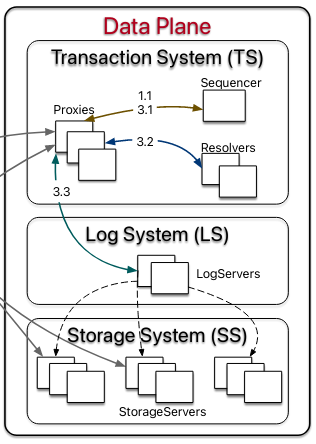 Data Plane
Transaction System (TS)
Sequencer
1.1
3.1
Proxies
3.2
Resolvers
3.3
Log System (LS)
LogServers
Storage System (SS)
StorageServers